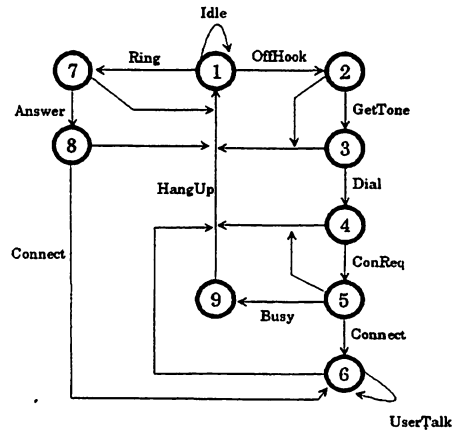 Idle
Ring
OffHook
7
1
2
Answer
GetTone
8
3
HangUp
Dial
4
Connect
ConReq
9
5
Busy
Connect
6
UserTalk